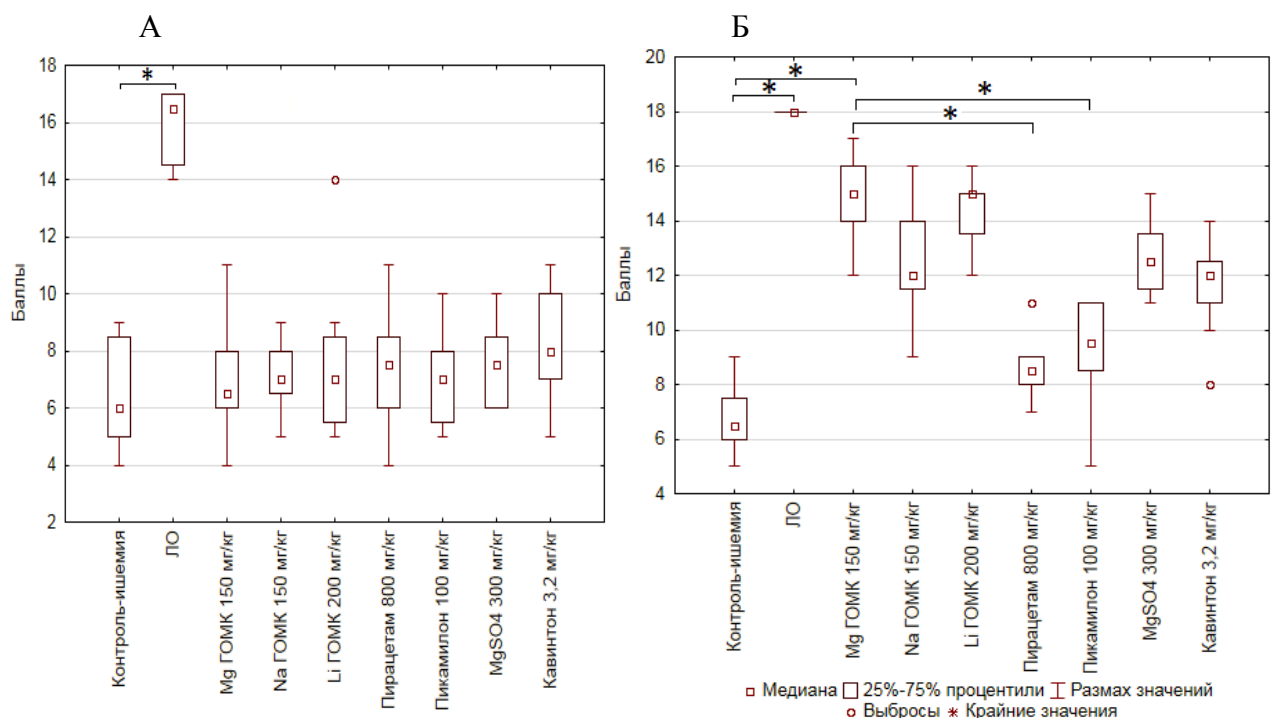 А
Б
Баллы
18
16
14
12
10
8
6
4
2
*
Контроль-ишемия
ЛО
Mg ГОМК 150 мг/кг
Na ГОМК 150 мг/кг
Li ГОМК 200 мг/кг
Пирацетам 800 мг/кг
Пикамилон 100 мг/кг
MgSO4 300 мг/кг
Кавинтон 3,2 мг/кг
Баллы
20
18
16
14
12
10
8
6
4
*
*
*
*
Контроль-ишемия
ЛО
Mg ГОМК 150 мг/кг
Na ГОМК 150 мг/кг
Li ГОМК 200 мг/кг
Пирацетам 800 мг/кг
Пикамилон 100 мг/кг
MgSO4 300 мг/кг
Кавинтон 3,2 мг/кг
Медиана 25%-75% процентили Размах значений
Выбросы * Крайние значения